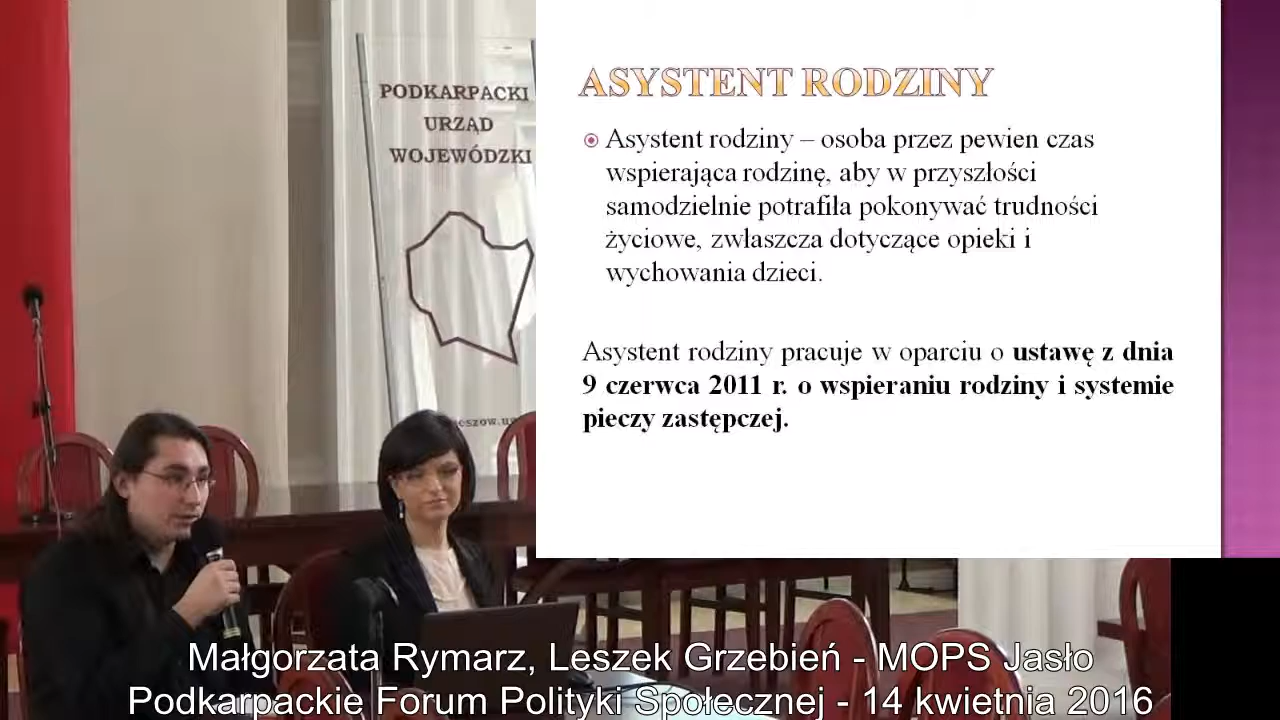 PODKARPACKI
URZĄD
WOJEWÓDZKI
ASYSTENT RODZINY
Asystent rodziny – osoba przez pewien czas
wspierająca rodzinę, aby w przyszłości
samodzielnie potrafiła pokonywać trudności
życiowe, zwłaszcza dotyczące opieki i
wychowania dzieci.
Asystent rodziny pracuje w oparciu o ustawę z dnia
9 czerwca 2011 r. o wspieraniu rodziny i systemie
pieczy zastępczej.
Małgorzata Rymarz, Leszek Grzebień - MOPS Jasło
Podkarpackie Forum Polityki Społecznej - 14 kwietnia 2016